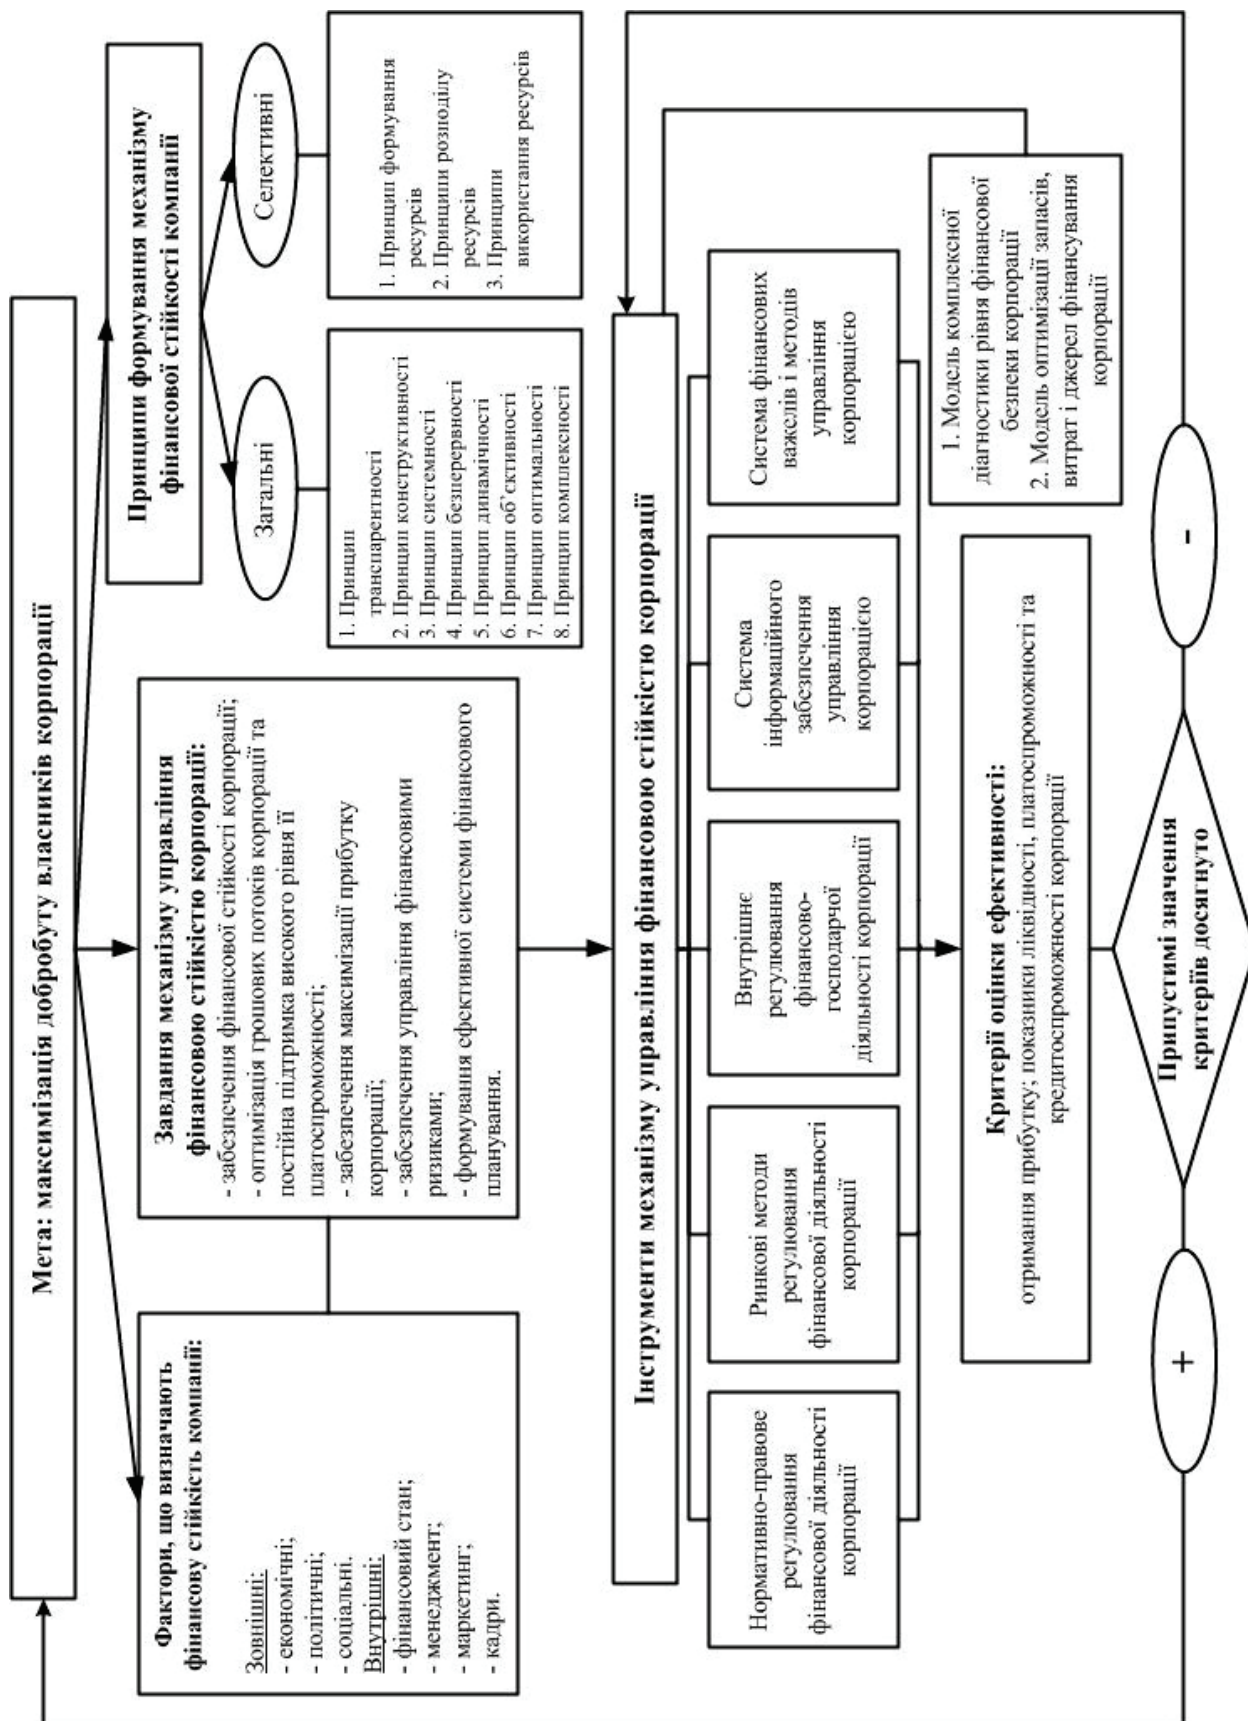 Мета: максимізація добробуту власників корпорації
Фактори, що визначають
фінансову стійкість компанії:
Зовнішні:
- економічні;
- політичні;
- соціальні.
Внутрішні:
- фінансовий стан;
- менеджмент;
- маркетинг;
- кадри.
Завдання механізму управління
фінансовою стійкістю корпорації:
- забезпечення фінансової стійкості корпорації;
- оптимізація грошових потоків корпорації та
постійна підтримка високого рівня її
платоспроможності;
- забезпечення максимізації прибутку
корпорації;
- забезпечення управління фінансовими
ризиками;
- формування ефективної системи фінансового
планування.
Принципи формування механізму
фінансової стійкості компанії
Загальні
Селективні
1. Принцип
транспарентності
2. Принцип конструктивності
3. Принцип системності
4. Принцип безперервності
5. Принцип динамічності
6. Принцип об’єктивності
7. Принцип оптимальності
8. Принцип комплексності
1. Принцип формування
ресурсів
2. Принципи розподілу
ресурсів
3. Принципи
використання ресурсів
Інструменти механізму управління фінансовою стійкістю корпорації
Нормативно-правове
регулювання
фінансової діяльності
корпорації
Ринкові методи
регулювання
фінансової діяльності
корпорації
Внутрішнє
регулювання
фінансово-
господарчої
діяльності корпорації
Система
інформаційного
забезпечення
управління
корпорацією
Система фінансових
важелів і методів
управління
корпорацією
1. Модель комплексної
діагностики рівня фінансової
безпеки корпорації
2. Модель оптимізації запасів,
витрат і джерел фінансування
корпорації
Критерії оцінки ефективності:
отримання прибутку; показники ліквідності, платоспроможності та
кредитоспроможності корпорації
+
Припустимі значення
критеріїв досягнуто
-